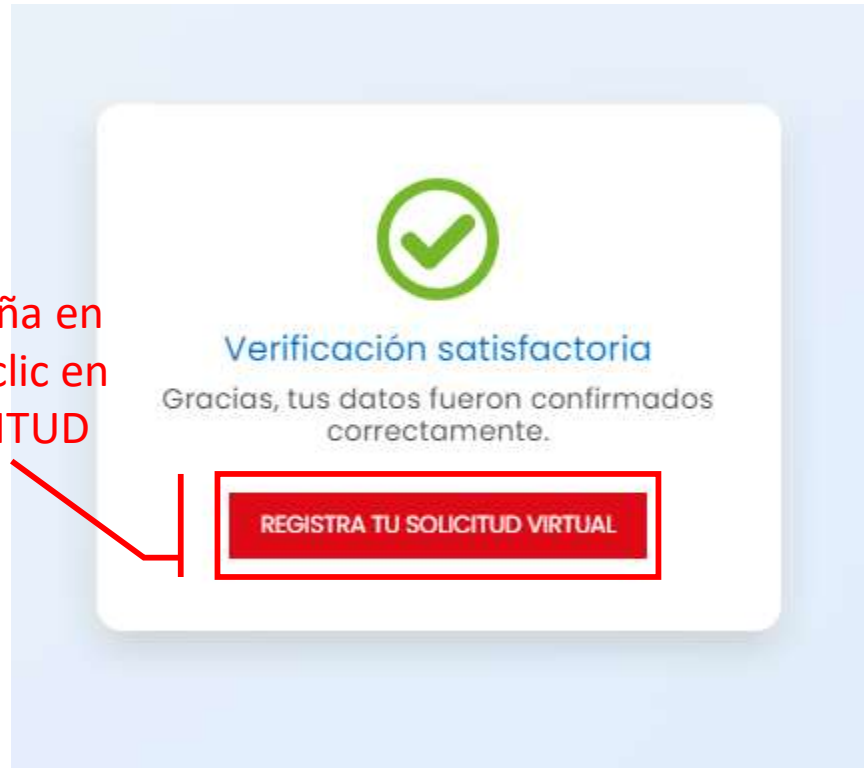 ña en
clic en
ITUD
Verificación satisfactoria
Gracias, tus datos fueron confirmados
correctamente.
REGISTRA TU SOLICITUD VIRTUAL